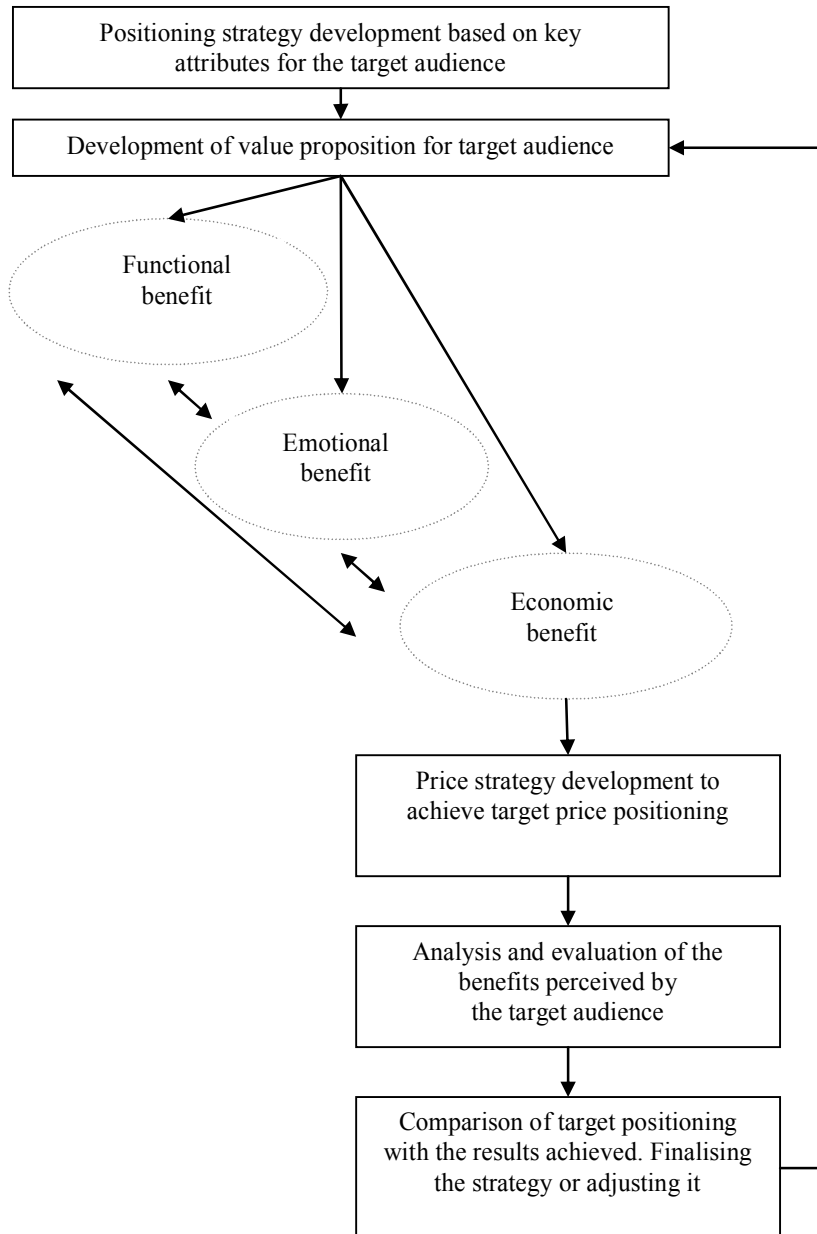 Positioning strategy development based on key
attributes for the target audience
Development of value proposition for target audience
Functional
benefit
Emotional
benefit
Economic
benefit
Price strategy development to
achieve target price positioning
Analysis and evaluation of the
benefits perceived by
the target audience
Comparison of target positioning
with the results achieved. Finalising
the strategy or adjusting it